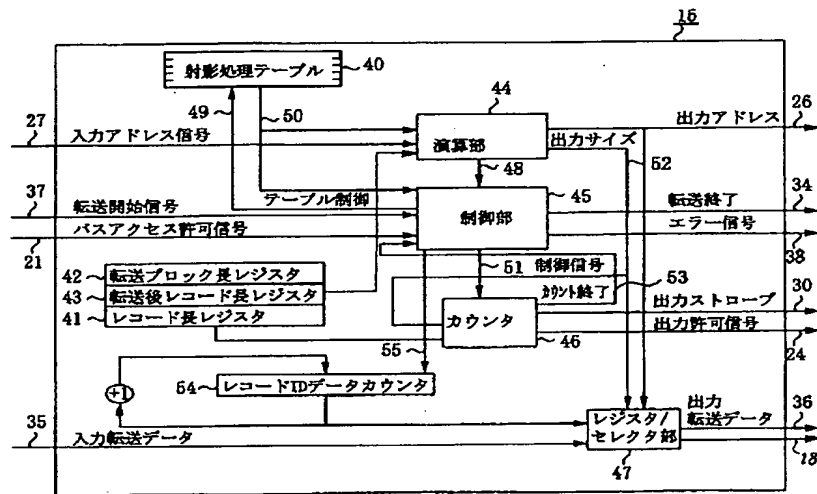 16
射影処理テーブル
40
49
50
44
27
入力アドレス信号
出力アドレス
26
演算部
出力サイズ
48
52
45
37
転送開始信号
テーブル制御
転送終了
34
制御部
バスアクセス許可信号
エラー信号
21
38
42
転送ブロック長レジスタ
51
制御信号
53
43
転送後レコード長レジスタ
カウント終了
出力ストローブ
30
41
レコード長レジスタ
カウンタ
出力許可信号
55
46
24
+1
54
レコードIDデータカウンタ
35
入力転送データ
レジスタ/
セレクタ部
出力
転送データ
36
18
47